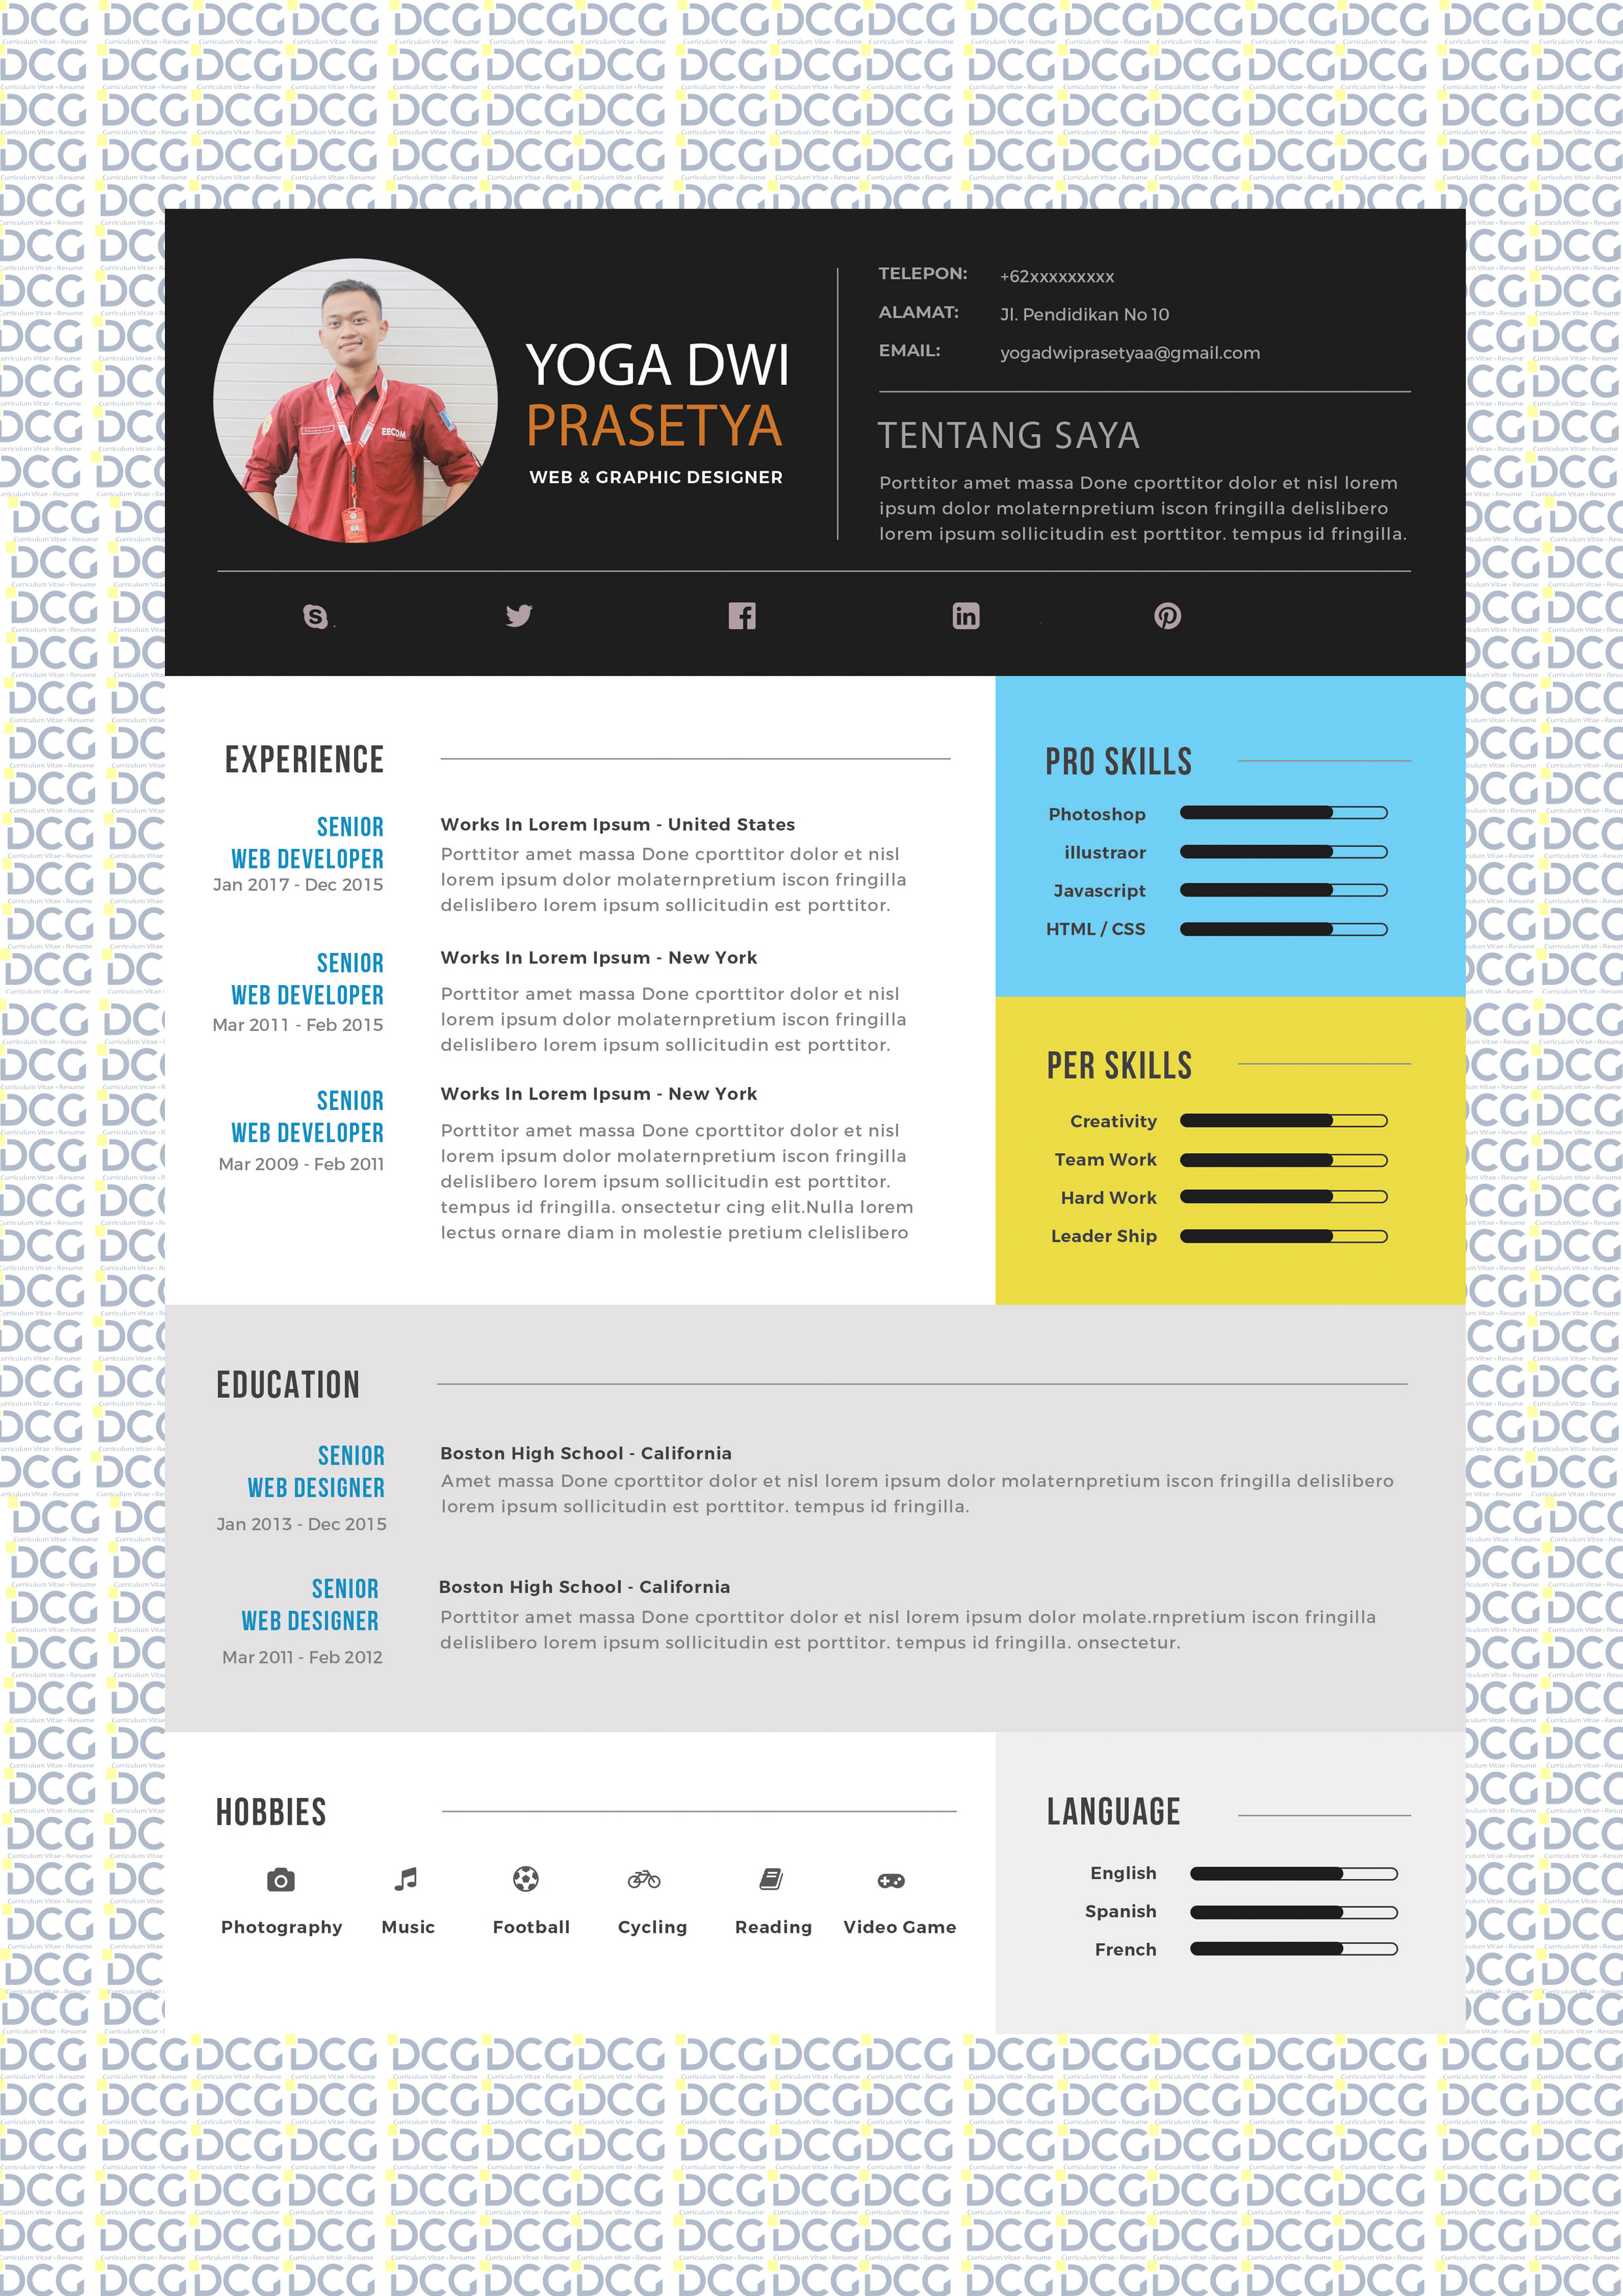 YOGA DWI
PRASETYA
WEB & GRAPHIC DESIGNER
EECOM
TELEPON: +62xxxxxxxxx
ALAMAT: Jl. Pendidikan No 10
EMAIL: yogadwiprasetyaa@gmail.com
TENTANG SAYA
Porttitor amet massa Done cporttitor dolor et nisl lorem
ipsum dolor molaternpretium iscon fringilla delislibero
lorem ipsum sollicitudin est porttitor. tempus id fringilla.
EXPERIENCE
SENIOR
WEB DEVELOPER
Jan 2017 - Dec 2015
Works In Lorem Ipsum - United States
Porttitor amet massa Done cporttitor dolor et nisl
lorem ipsum dolor molaternpretium iscon fringilla
delislibero lorem ipsum sollicitudin est porttitor.
SENIOR
WEB DEVELOPER
Mar 2011 - Feb 2015
Works In Lorem Ipsum - New York
Porttitor amet massa Done cporttitor dolor et nisl
lorem ipsum dolor molaternpretium iscon fringilla
delislibero lorem ipsum sollicitudin est porttitor.
SENIOR
WEB DEVELOPER
Mar 2009 - Feb 2011
Works In Lorem Ipsum - New York
Porttitor amet massa Done cporttitor dolor et nisl
lorem ipsum dolor molaternpretium iscon fringilla
delislibero lorem ipsum sollicitudin est porttitor.
tempus id fringilla. onsectetur cing elit.Nulla lorem
lectus ornare diam in molestie pretium clelislibero
PRO SKILLS
Photoshop
illustraor
Javascript
HTML / CSS
PER SKILLS
Creativity
Team Work
Hard Work
Leader Ship
EDUCATION
SENIOR
WEB DESIGNER
Jan 2013 - Dec 2015
Boston High School - California
Amet massa Done cporttitor dolor et nisl lorem ipsum dolor molaternpretium iscon fringilla delislibero
lorem ipsum sollicitudin est porttitor. tempus id fringilla.
SENIOR
WEB DESIGNER
Mar 2011 - Feb 2012
Boston High School - California
Porttitor amet massa Done cporttitor dolor et nisl lorem ipsum dolor molate.rnpretium iscon fringilla
delislibero lorem ipsum sollicitudin est porttitor. tempus id fringilla. onsectetur.
HOBBIES
Photography Music Football Cycling Reading Video Game
LANGUAGE
English
Spanish
French
DCG
Curriculum Vitae - Resume